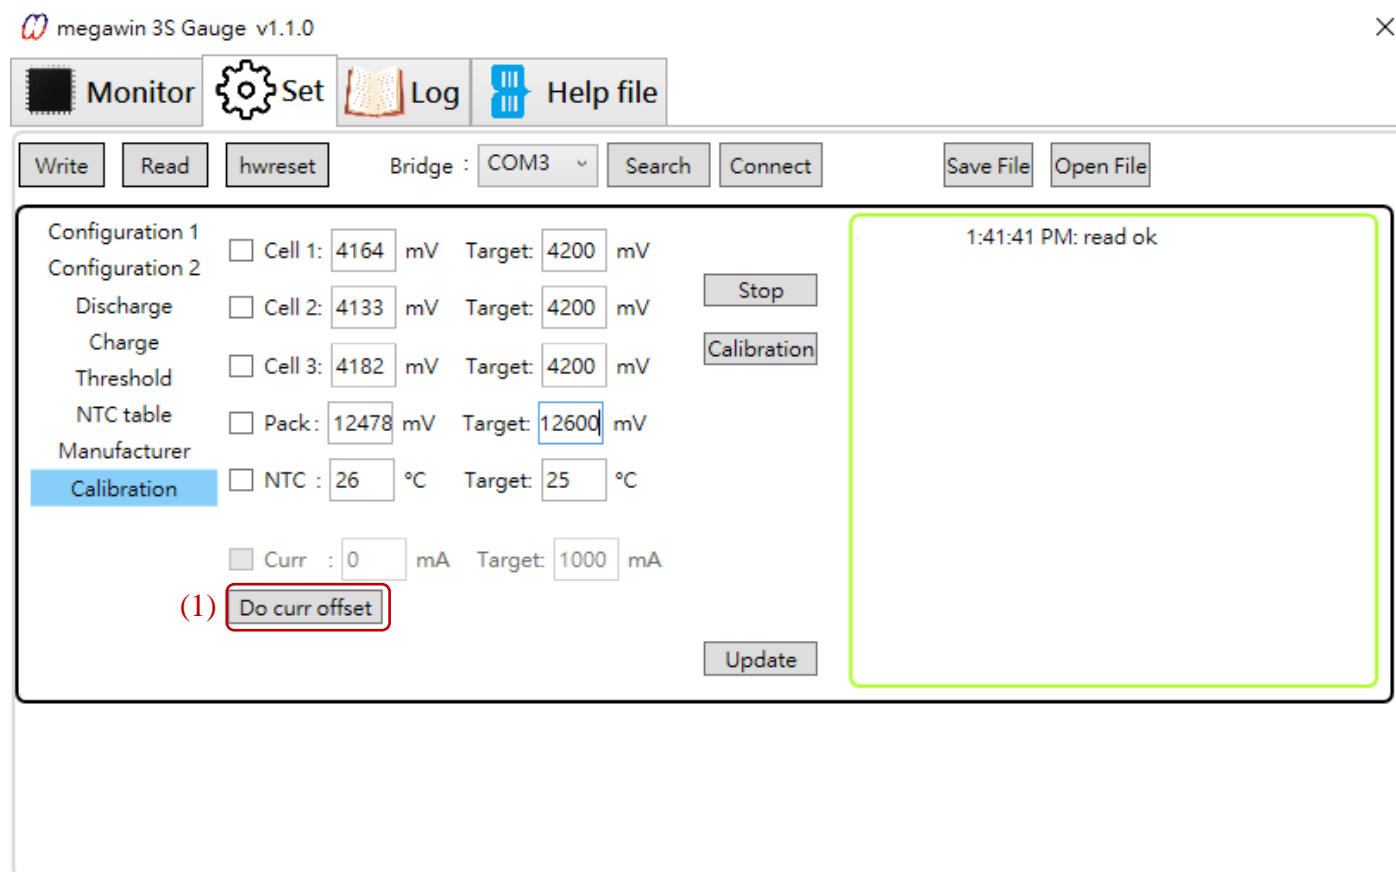 megawin 3S Gauge v1.1.0
Monitor Set Log Help file
Write Read hwreset Bridge : COM3 Search Connect Save File Open File
Configuration 1
Configuration 2
Discharge
Charge
Threshold
NTC table
Manufacturer
Calibration
Cell 1: 4164 mV Target: 4200 mV
Cell 2: 4133 mV Target: 4200 mV
Cell 3: 4182 mV Target: 4200 mV
Pack : 12478 mV Target: 12600 mV
NTC : 26 °C Target: 25 °C
Curr : 0 mA Target: 1000 mA
(1) Do curr offset
Stop
Calibration
Update
1:41:41 PM: read ok